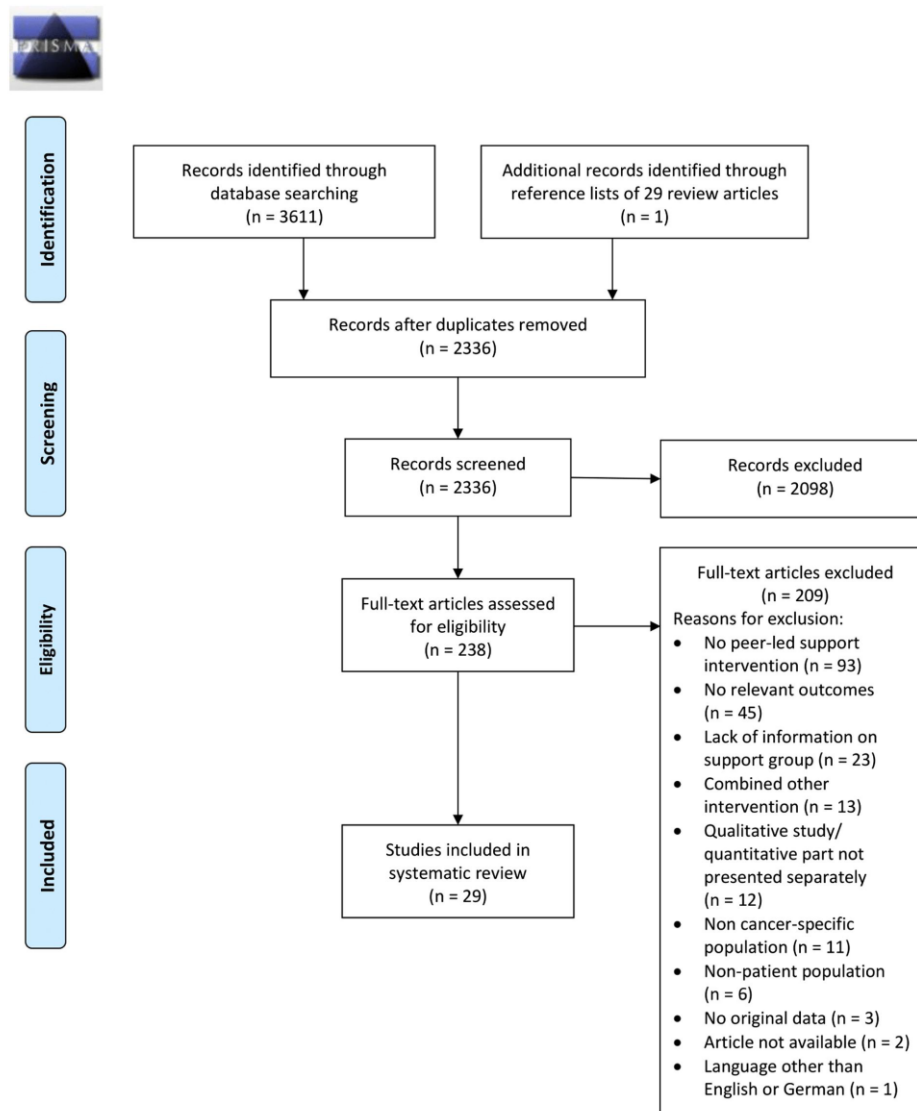 PRISMA
Identification
Records identified through
database searching
(n = 3611)
Additional records identified through
reference lists of 29 review articles
(n = 1)
Records after duplicates removed
(n = 2336)
Screening
Records screened
(n = 2336)
Records excluded
(n = 2098)
Eligibility
Full-text articles assessed
for eligibility
(n = 238)
Full-text articles excluded
(n = 209)
Reasons for exclusion:
• No peer-led support
intervention (n = 93)
• No relevant outcomes
(n = 45)
• Lack of information on
support group (n = 23)
• Combined other
intervention (n = 13)
• Qualitative study/
quantitative part not
presented separately
(n = 12)
• Non cancer-specific
population (n = 11)
• Non-patient population
(n = 6)
• No original data (n = 3)
• Article not available (n = 2)
• Language other than
English or German (n = 1)
Included
Studies included in
systematic review
(n = 29)